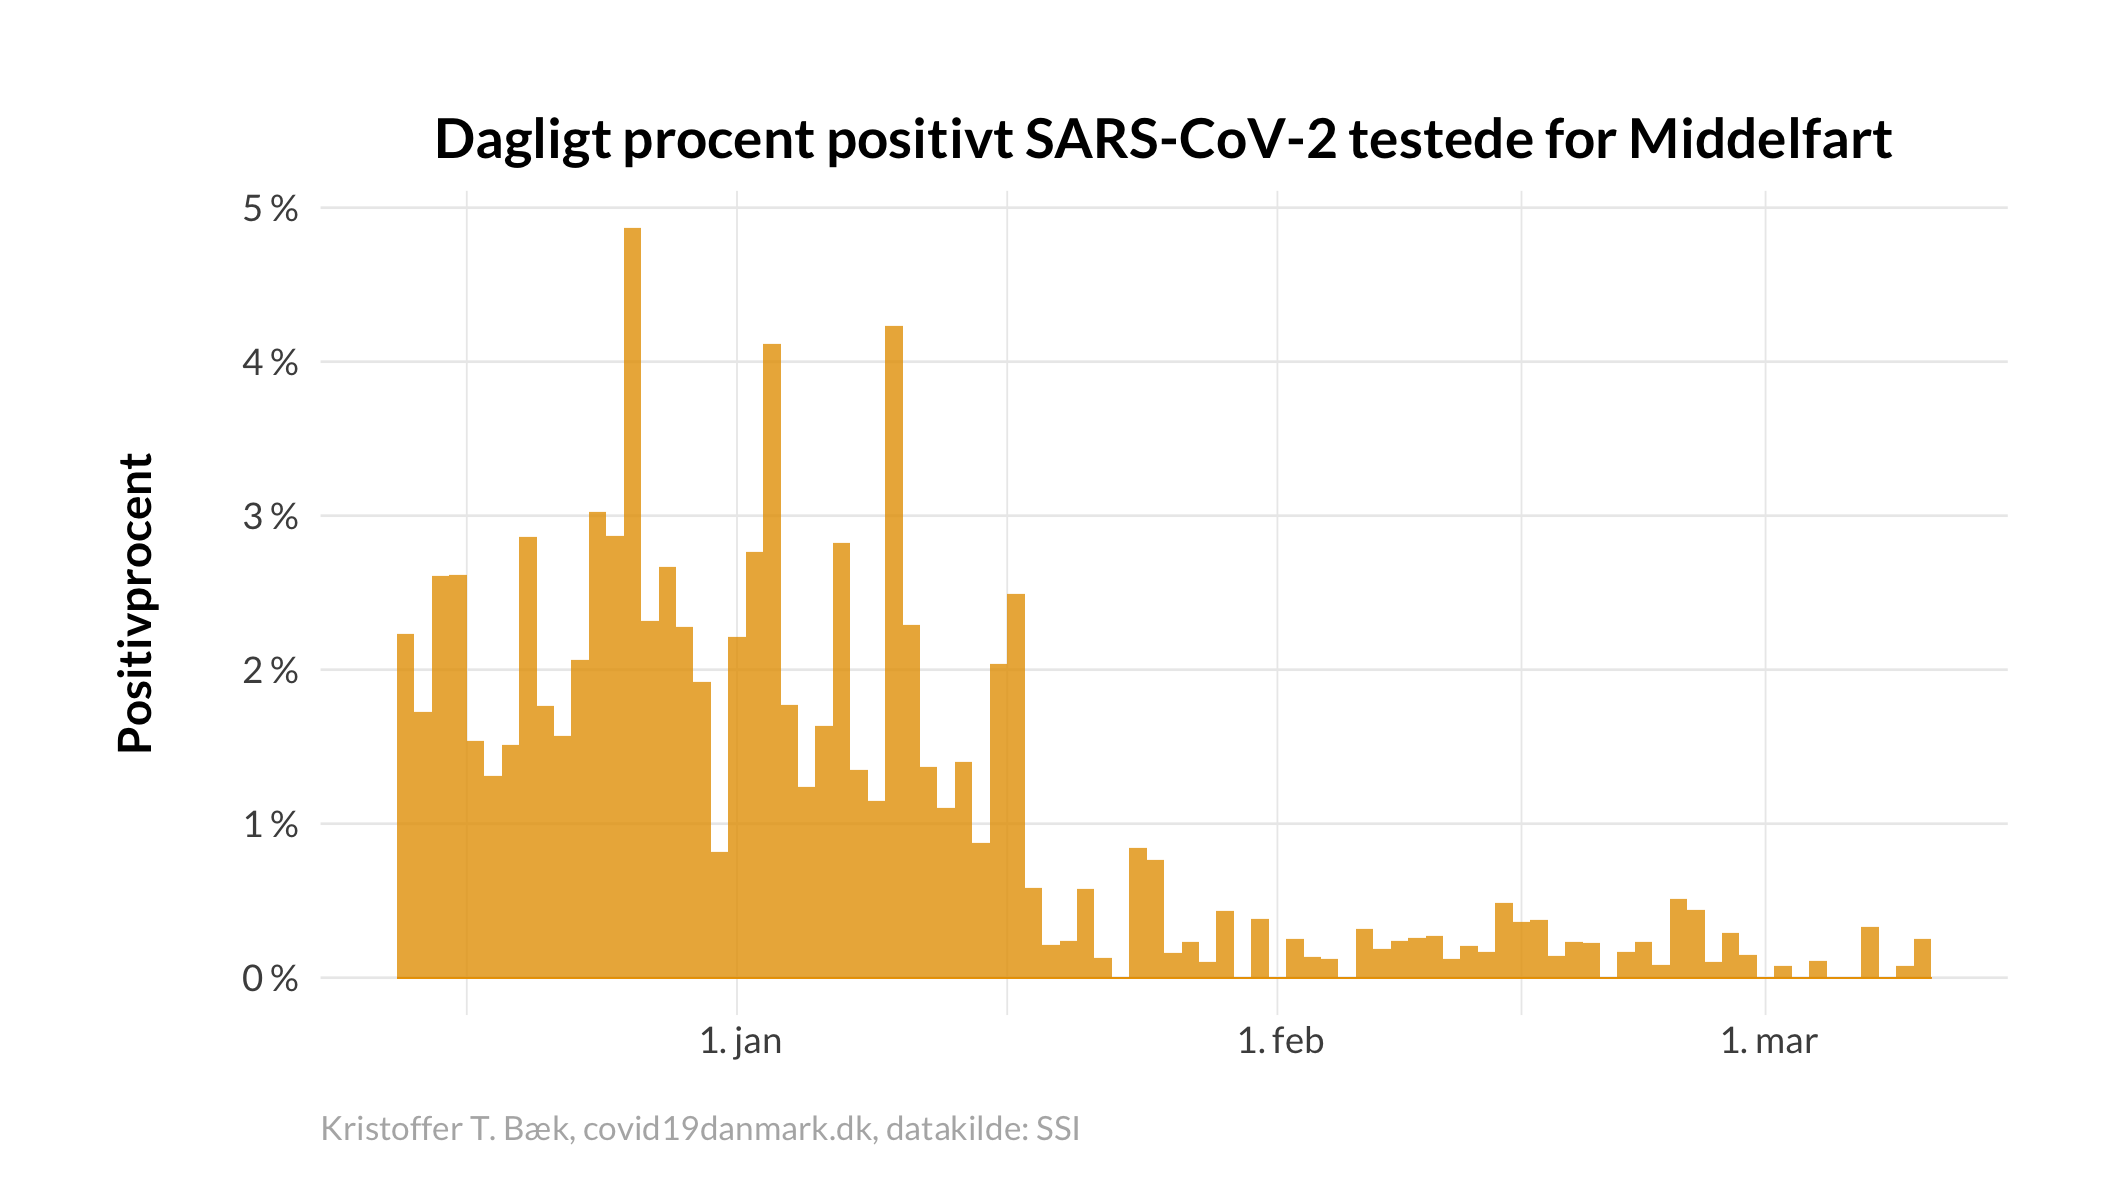 Dagligt procent positivt SARS-CoV-2 testede for Middelfart
Positivprocent
5 %
4 %
3 %
2 %
1 %
0 %
1. jan
1. feb
1. mar
Kristoffer T. Bæk, covid19danmark.dk, datakilde: SSI